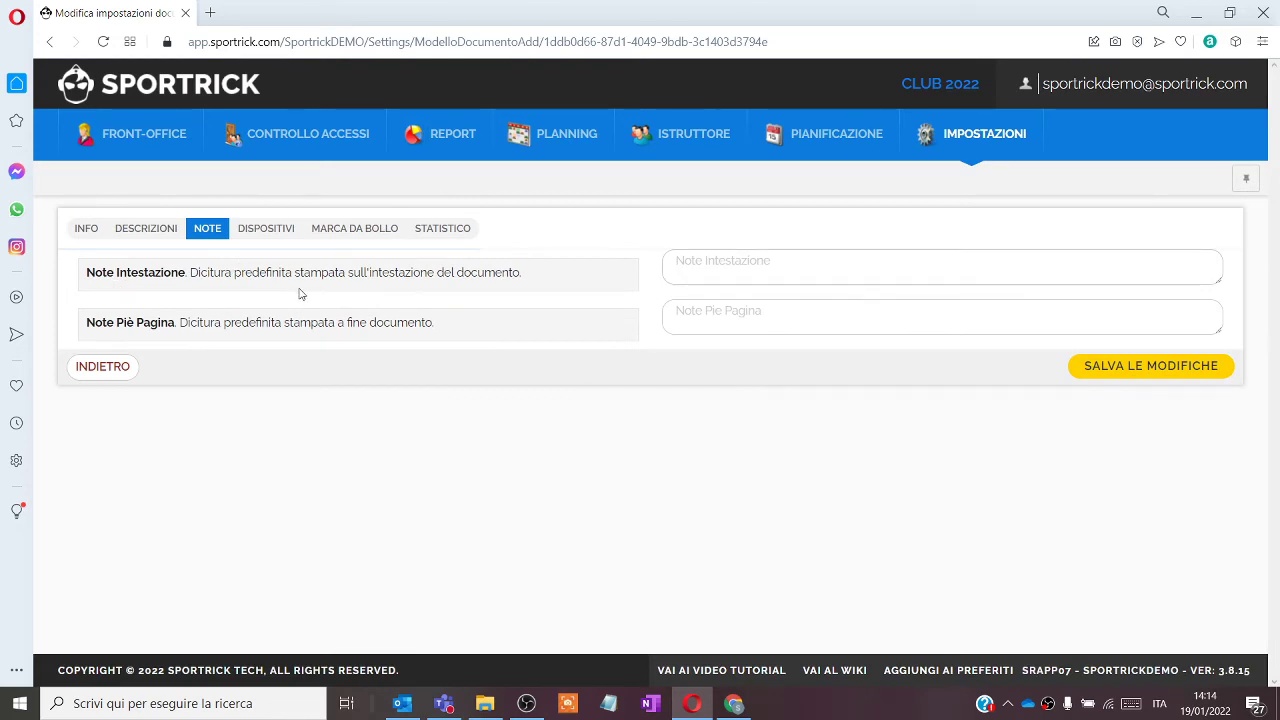 Modifica impostazioni doc
app.sportrick.com/SportrickDEMO/Settings/ModelloDocumentoAdd/1ddb0d66-87d1-4049-9bdb-3c1403d3794e
SPORTRICK
CLUB 2022
sportrickdemo@sportrick.com
FRONT-OFFICE
CONTROLLO ACCESSI
REPORT
PLANNING
ISTRUTTORE
PIANIFICAZIONE
IMPOSTAZIONI
INFO
DESCRIZIONI
NOTE
DISPOSITIVI
MARCA DA BOLLO
STATISTICO
Note Intestazione. Dicitura predefinita stampata sull'intestazione del documento.
Note Intestazione
Note Piè Pagina. Dicitura predefinita stampata a fine documento.
Note Pie Pagina
INDIETRO
SALVA LE MODIFICHE
COPYRIGHT © 2022 SPORTRICK TECH, ALL RIGHTS RESERVED.
VAI AI VIDEO TUTORIAL
VAI AL WIKI
AGGIUNGI AI PREFERITI
SRAPP07 - SPORTRICKDEMO - VER: 3.8.15
Scrivi qui per eseguire la ricerca
ITA
14:14
19/01/2022
27